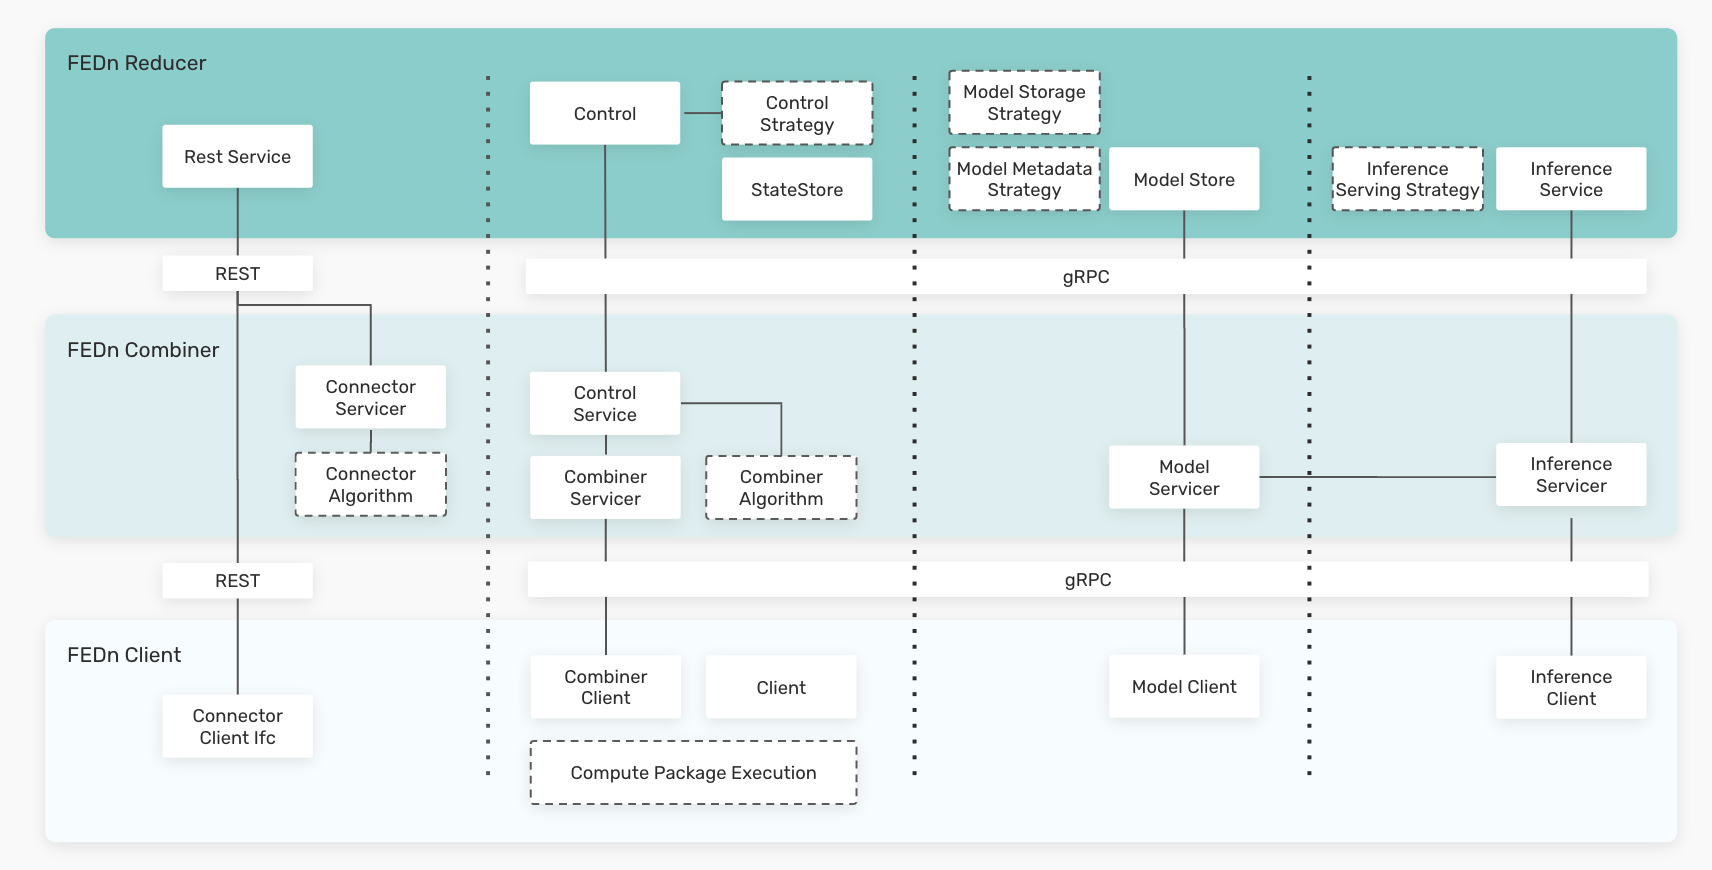 FEDn Reducer
Rest Service
Control
Control
Strategy
StateStore
Model Storage
Strategy
Model Metadata
Strategy
Model Store
Inference
Serving Strategy
Inference
Service
REST
gRPC
FEDn Combiner
Connector
Servicer
Connector
Algorithm
Control
Service
Combiner
Servicer
Combiner
Algorithm
Model
Servicer
Inference
Servicer
REST
gRPC
FEDn Client
Connector
Client Ifc
Combiner
Client
Client
Compute Package Execution
Model Client
Inference
Client